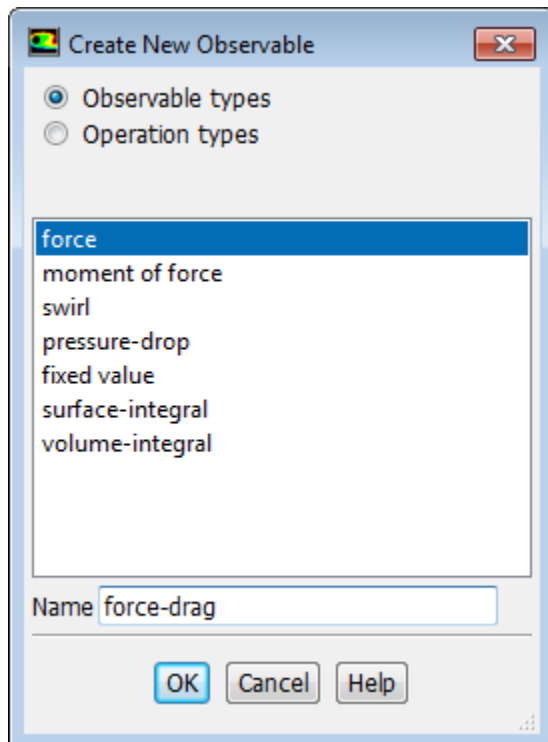 Create New Observable
Observable types
Operation types
force
moment of force
swirl
pressure-drop
fixed value
surface-integral
volume-integral
Name force-drag
OK Cancel Help